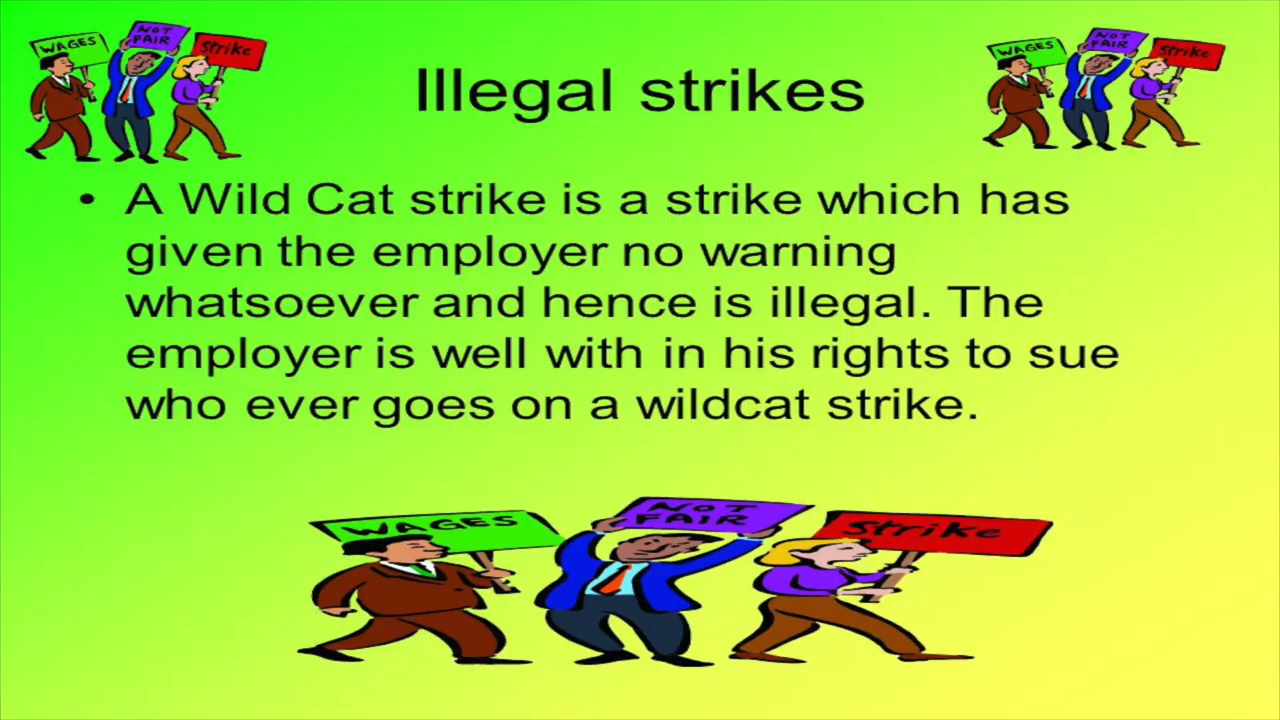 WAGES
NOT
FAIR
Strike
WAGES
NOT
FAIR
Strike
Illegal strikes
• A Wild Cat strike is a strike which has
given the employer no warning
whatsoever and hence is illegal. The
employer is well with in his rights to sue
who ever goes on a wildcat strike.
WAGES
NOT
FAIR
Strike